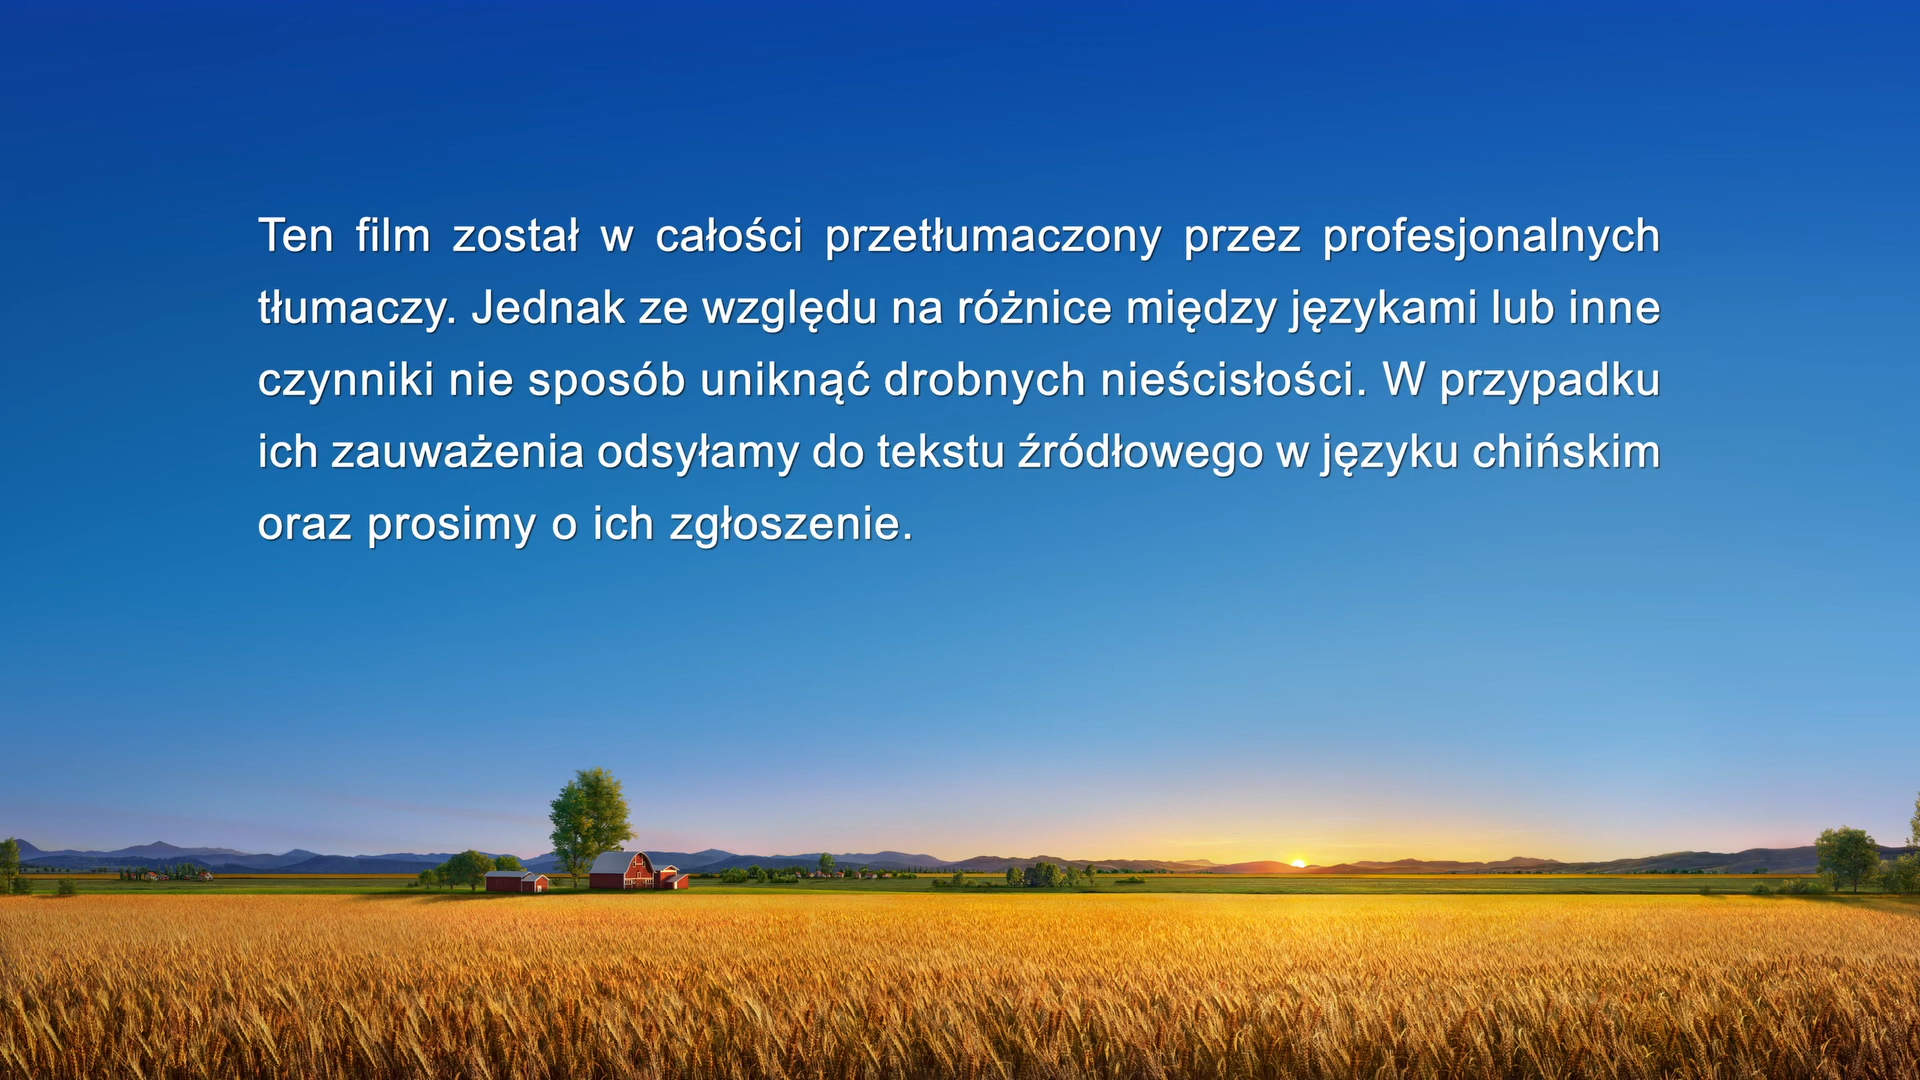 Ten film został w całości przetłumaczony przez profesjonalnych
tłumaczy. Jednak ze względu na różnice między językami lub inne
czynniki nie sposób uniknąć drobnych nieścisłości. W przypadku
ich zauważenia odsyłamy do tekstu źródłowego w języku chińskim
oraz prosimy o ich zgłoszenie.